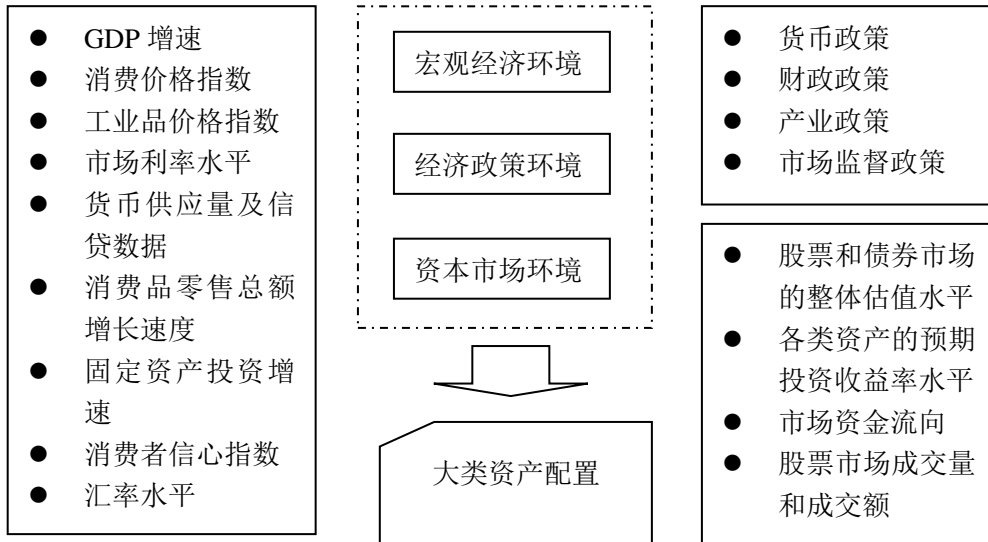 GDP 增速
消费价格指数
工业品价格指数
市场利率水平
货币供应量及信
贷数据
消费品零售总额
增长速度
固定资产投资增
速
消费者信心指数
汇率水平
宏观经济环境
经济政策环境
资本市场环境
大类资产配置
货币政策
财政政策
产业政策
市场监督政策
股票和债券市场
的整体估值水平
各类资产的预期
投资收益率水平
市场资金流向
股票市场成交量
和成交额